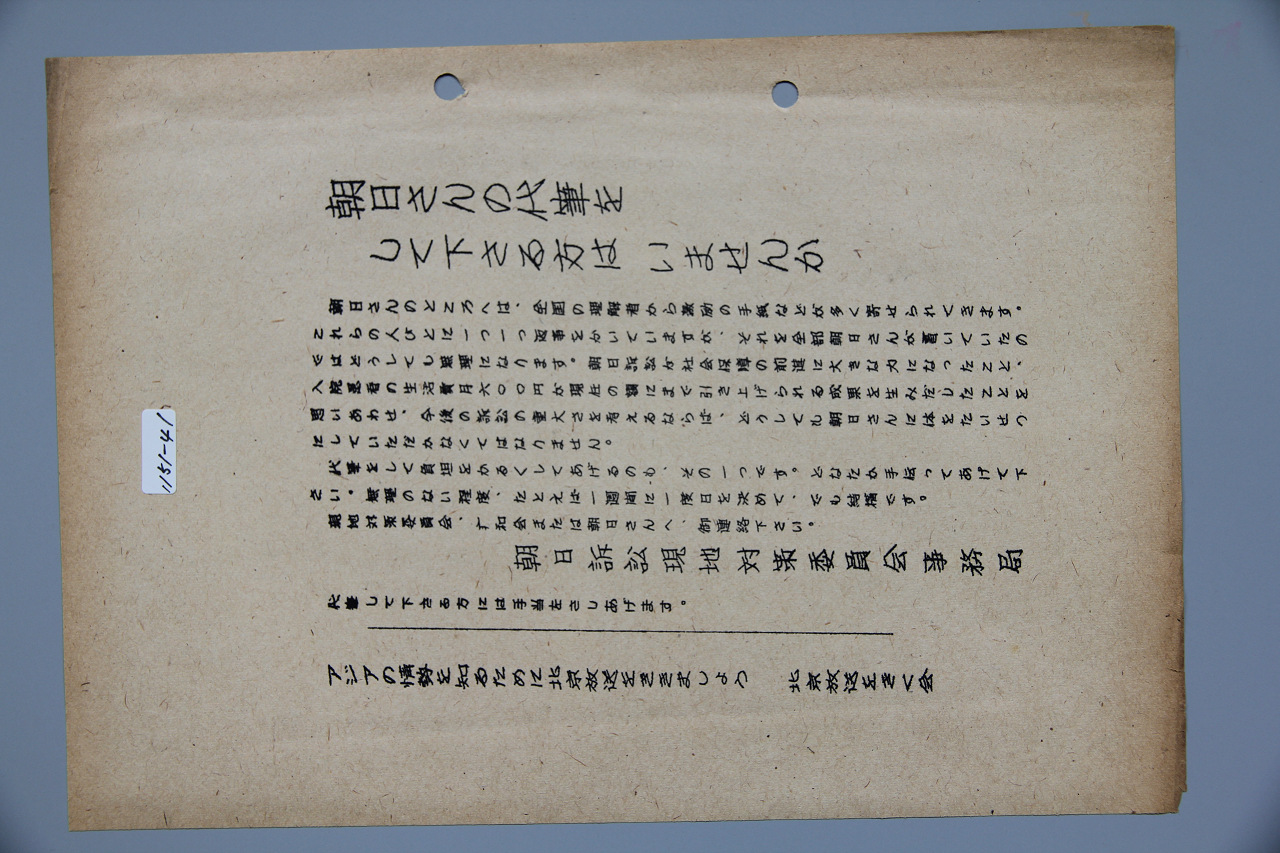 朝日さんの代筆を
して下さる方は いませんか
朝日さんのところへは、全国の理解者から激励の手紙などが多く寄せられてきます。
これらの人びとに一つ一つ返事をかいていますが、それを全部朝日さんが書いていたの
ではどうしても無理になります。朝日訴訟が社会保障の前進に大きな力になったこと、
入院患者の生活費月六〇〇円が現在の額にまで引き上げられる成果を生みだしたことを
思いあわせ、今後の訴訟の重大さを考えるならば、どうしても朝日さんには体をたいせつ
にしていただかなくてはなりません。
代筆をして負担をかるくしてあげるのも、その一つです。どなたか手伝ってあげて下
さい。無理のない程度、たとえば一週間に一度日を決めて、でも結構です。
現地対策委員会、广和会または朝日さんへ、御連絡下さい。
朝日訴訟現地対策委員会事務局
代筆して下さる方には手当をさしあげます。
アジアの情勢を知るために北京放送をききましょう 北京放送をきく会
1151-41